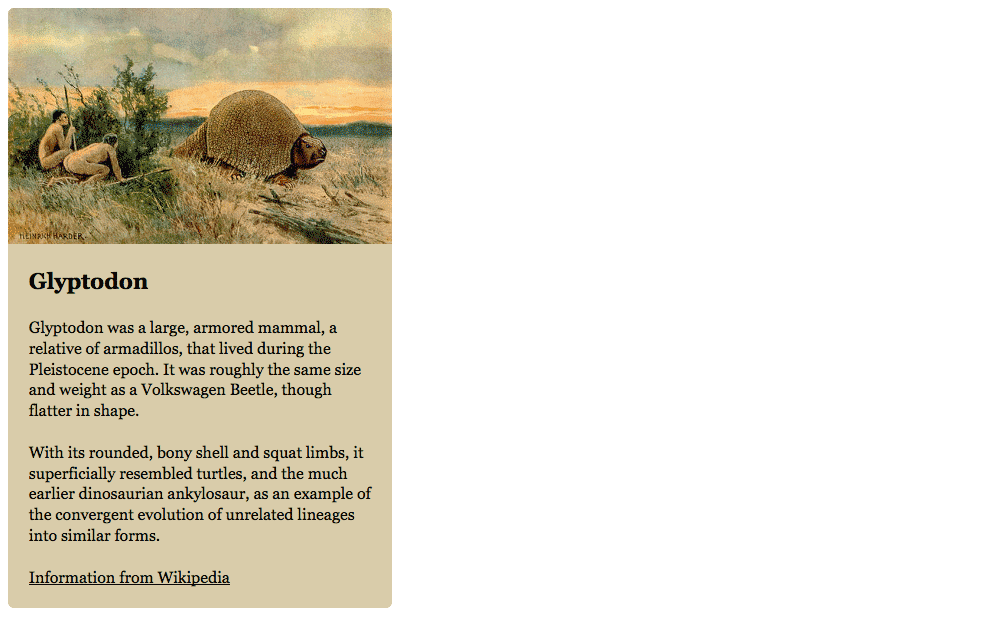 HEINRICH HARDER.
Glyptodon
Glyptodon was a large, armored mammal, a
relative of armadillos, that lived during the
Pleistocene epoch. It was roughly the same size
and weight as a Volkswagen Beetle, though
flatter in shape.
With its rounded, bony shell and squat limbs, it
superficially resembled turtles, and the much
earlier dinosaurian ankylosaur, as an example of
the convergent evolution of unrelated lineages
into similar forms.
Information from Wikipedia